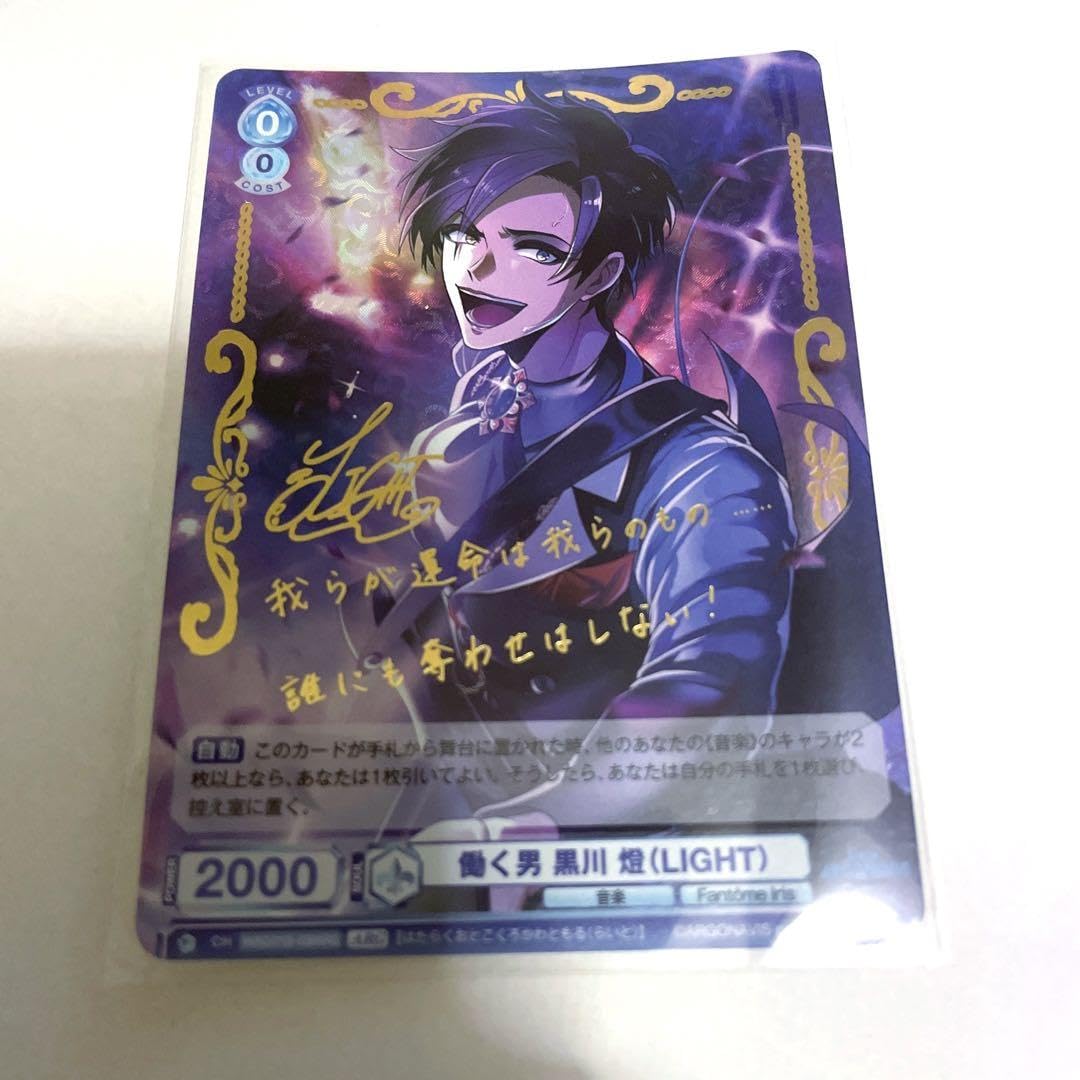 LEVEL
0
0
COST
LIGHT
我らが運命は我らのもの……
誰にも奪わせはしない!
自動 このカードが手札から舞台に置かれた時、他のあなたの《音楽》のキャラが2
枚以上なら、あなたは1枚引いてよい。そうしたら、あなたは自分の手札を1枚選び、
控え室に置く。
POWER
2000
SOUL
働く男 黒川 燈(LIGHT)
音楽
Fantôme Iris
CH
【はたらくおとこくろかわともる(らいと)】
©ARGONAVIS